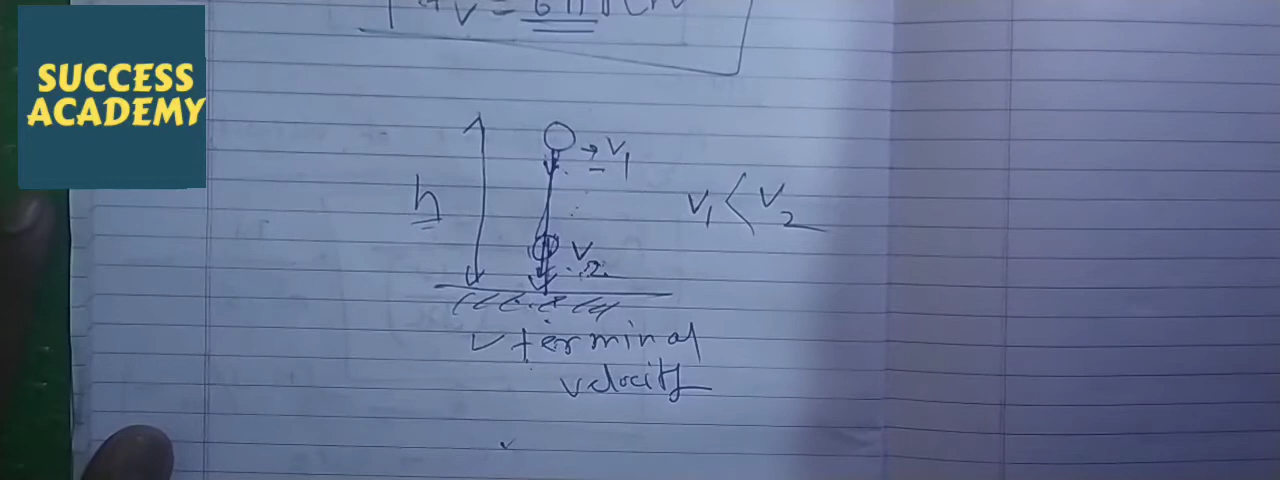 SUCCESS
ACADEMY
h
→ v₁
v₁ < v₂
v₂
terminal
velocity